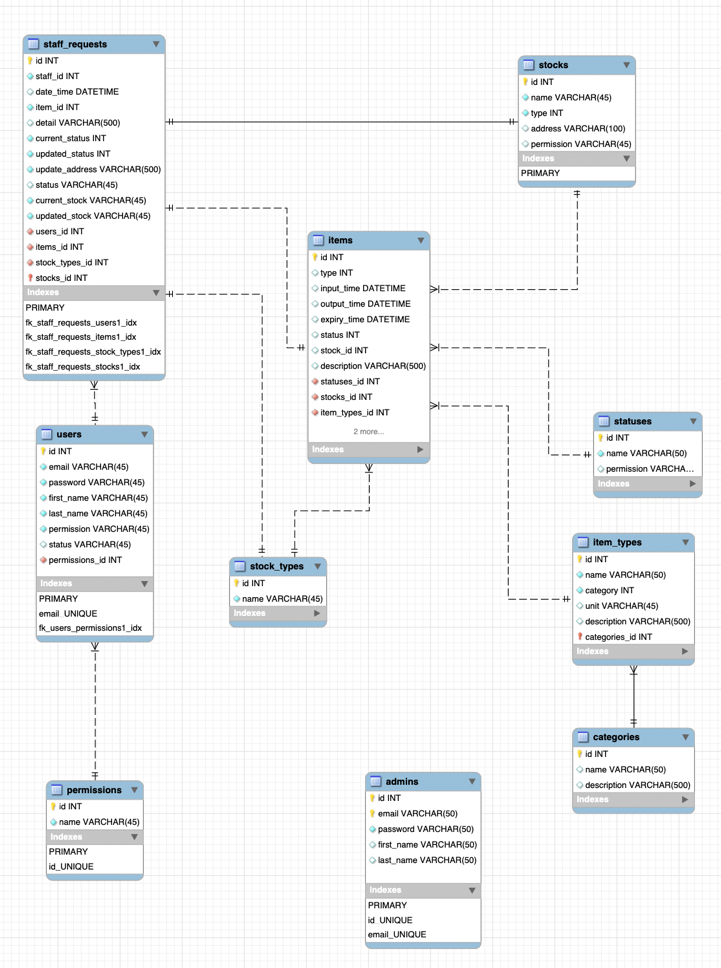 staff_requests
id INT
staff_id INT
date_time DATETIME
item_id INT
detail VARCHAR(500)
current_status INT
updated_status INT
update_address VARCHAR(500)
status VARCHAR(45)
current_stock VARCHAR(45)
updated_stock VARCHAR(45)
users_id INT
items_id INT
stock_types_id INT
stocks_id INT
Indexes
PRIMARY
fk_staff_requests_users1_idx
fk_staff_requests_items1_idx
fk_staff_requests_stock_types1_idx
fk_staff_requests_stocks1_idx
stocks
id INT
name VARCHAR(45)
type INT
address VARCHAR(100)
permission VARCHAR(45)
Indexes
PRIMARY
items
id INT
type INT
input_time DATETIME
output_time DATETIME
expiry_time DATETIME
status INT
stock_id INT
description VARCHAR(500)
statuses_id INT
stocks_id INT
item_types_id INT
2 more...
Indexes
statuses
id INT
name VARCHAR(50)
permission VARCHA...
Indexes
users
id INT
email VARCHAR(45)
password VARCHAR(45)
first_name VARCHAR(45)
last_name VARCHAR(45)
permission VARCHAR(45)
status VARCHAR(45)
permissions_id INT
Indexes
PRIMARY
email_UNIQUE
fk_users_permissions1_idx
stock_types
id INT
name VARCHAR(45)
Indexes
item_types
id INT
name VARCHAR(50)
category INT
unit VARCHAR(45)
description VARCHAR(500)
categories_id INT
Indexes
categories
id INT
name VARCHAR(50)
description VARCHAR(500)
Indexes
permissions
id INT
name VARCHAR(45)
Indexes
PRIMARY
id_UNIQUE
admins
id INT
email VARCHAR(50)
password VARCHAR(50)
first_name VARCHAR(50)
last_name VARCHAR(50)
Indexes
PRIMARY
id_UNIQUE
email_UNIQUE